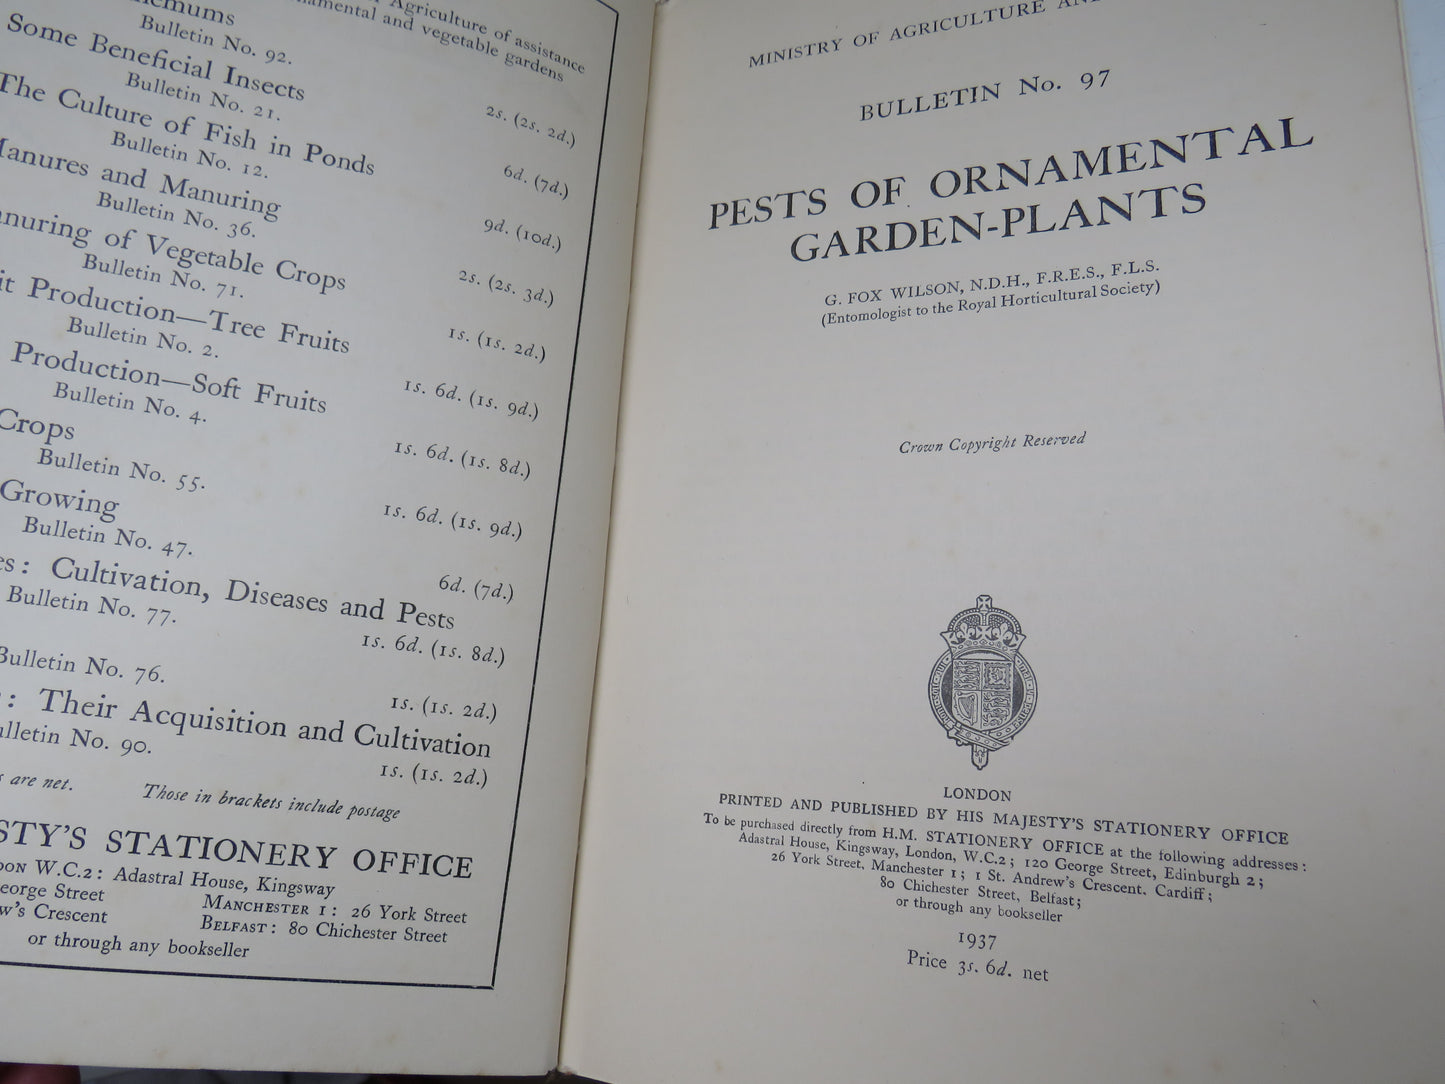 Agriculture of assistance
and vegetable gardens
Bulletin No. 92.
2s. (2s. 2d.)
Some Beneficial Insects
Bulletin No. 21.
6d. (7d.)
The Culture of Fish in Ponds
Bulletin No. 12.
9d. (10d.)
Manures and Manuring
Bulletin No. 36.
2s. (2s. 3d.)
nuring of Vegetable Crops
Bulletin No. 71.
1s. (1s. 2d.)
it Production—Tree Fruits
Bulletin No. 2.
1s. 6d. (1s. 9d.)
Production—Soft Fruits
Bulletin No. 4.
1s. 6d. (1s. 8d.)
Crops
Bulletin No. 55.
1s. 6d. (1s. 9d.)
Growing
Bulletin No. 47.
6d. (7d.)
es: Cultivation, Diseases and Pests
Bulletin No. 77.
1s. 6d. (1s. 8d.)
Bulletin No. 76.
1s. (1s. 2d.)
: Their Acquisition and Cultivation
Bulletin No. 90.
1s. (1s. 2d.)
s are net. Those in brackets include postage
STY'S STATIONERY OFFICE
DON W.C.2: Adastral House, Kingsway
George Street MANCHESTER 1: 26 York Street
w's Crescent BELFAST: 80 Chichester Street
or through any bookseller
MINISTRY OF AGRICULTURE AN
BULLETIN No. 97
PESTS OF ORNAMENTAL
GARDEN-PLANTS
G. FOX WILSON, N.D.H., F.R.E.S., F.L.S.
(Entomologist to the Royal Horticultural Society)
Crown Copyright Reserved
LONDON
PRINTED AND PUBLISHED BY HIS MAJESTY'S STATIONERY OFFICE
To be purchased directly from H.M. STATIONERY OFFICE at the following addresses:
Adastral House, Kingsway, London, W.C.2; 120 George Street, Edinburgh 2;
26 York Street, Manchester 1; 1 St. Andrew's Crescent, Cardiff;
80 Chichester Street, Belfast;
or through any bookseller
1937
Price 3s. 6d. net